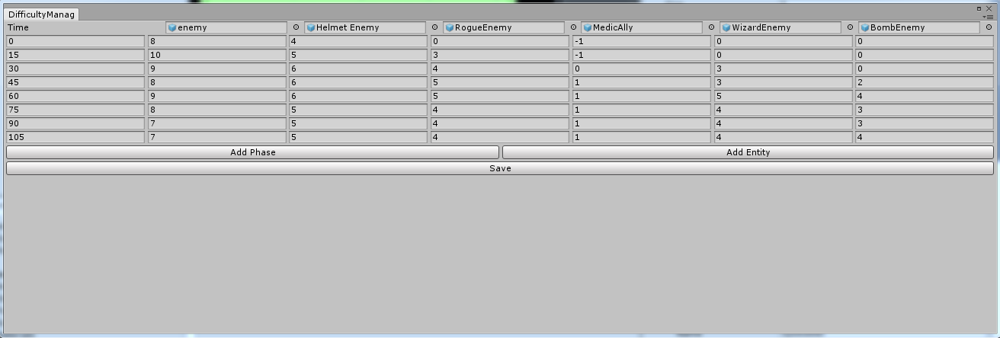 DifficultyManag
Time enemy Helmet Enemy RogueEnemy MedicAlly WizardEnemy BombEnemy
0 8 4 0 -1 0 0
15 10 5 3 -1 0 0
30 9 6 4 0 3 0
45 8 6 5 1 3 2
60 9 6 5 1 5 4
75 8 5 4 1 4 3
90 7 5 4 1 4 3
105 7 5 4 1 4 4
Add Phase Add Entity
Save